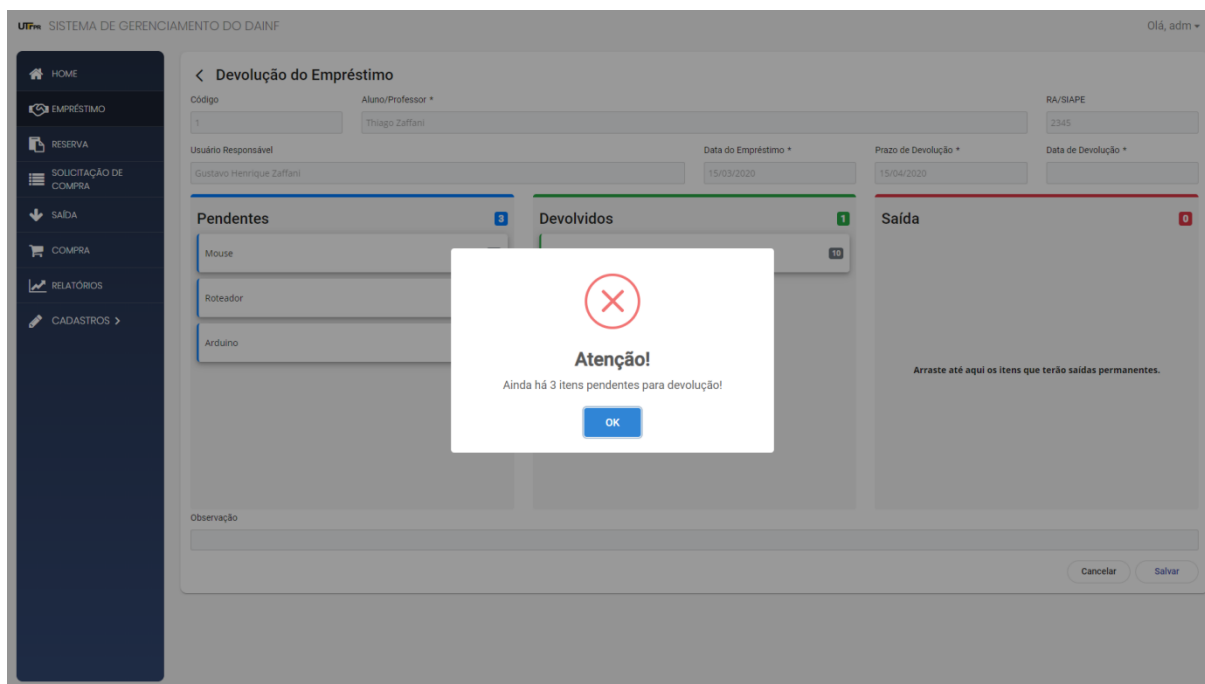 UTFPR SISTEMA DE GERENCIAMENTO DO DAINF
Olá, adm
HOME
EMPRÉSTIMO
RESERVA
SOLICITAÇÃO DE
COMPRA
SAÍDA
COMPRA
RELATÓRIOS
CADASTROS >
< Devolução do Empréstimo
Código
Aluno/Professor *
RA/SIAPE
1
Thiago Zaffani
2345
Usuário Responsável
Data do Empréstimo *
Prazo de Devolução *
Data de Devolução *
Gustavo Henrique Zaffani
15/03/2020
15/04/2020
Pendentes
3
Mouse
Roteador
Arduino
Devolvidos
1
10
Saída
0
Arraste até aqui os itens que terão saídas permanentes.
Atenção!
Ainda há 3 itens pendentes para devolução!
OK
Observação
Cancelar
Salvar